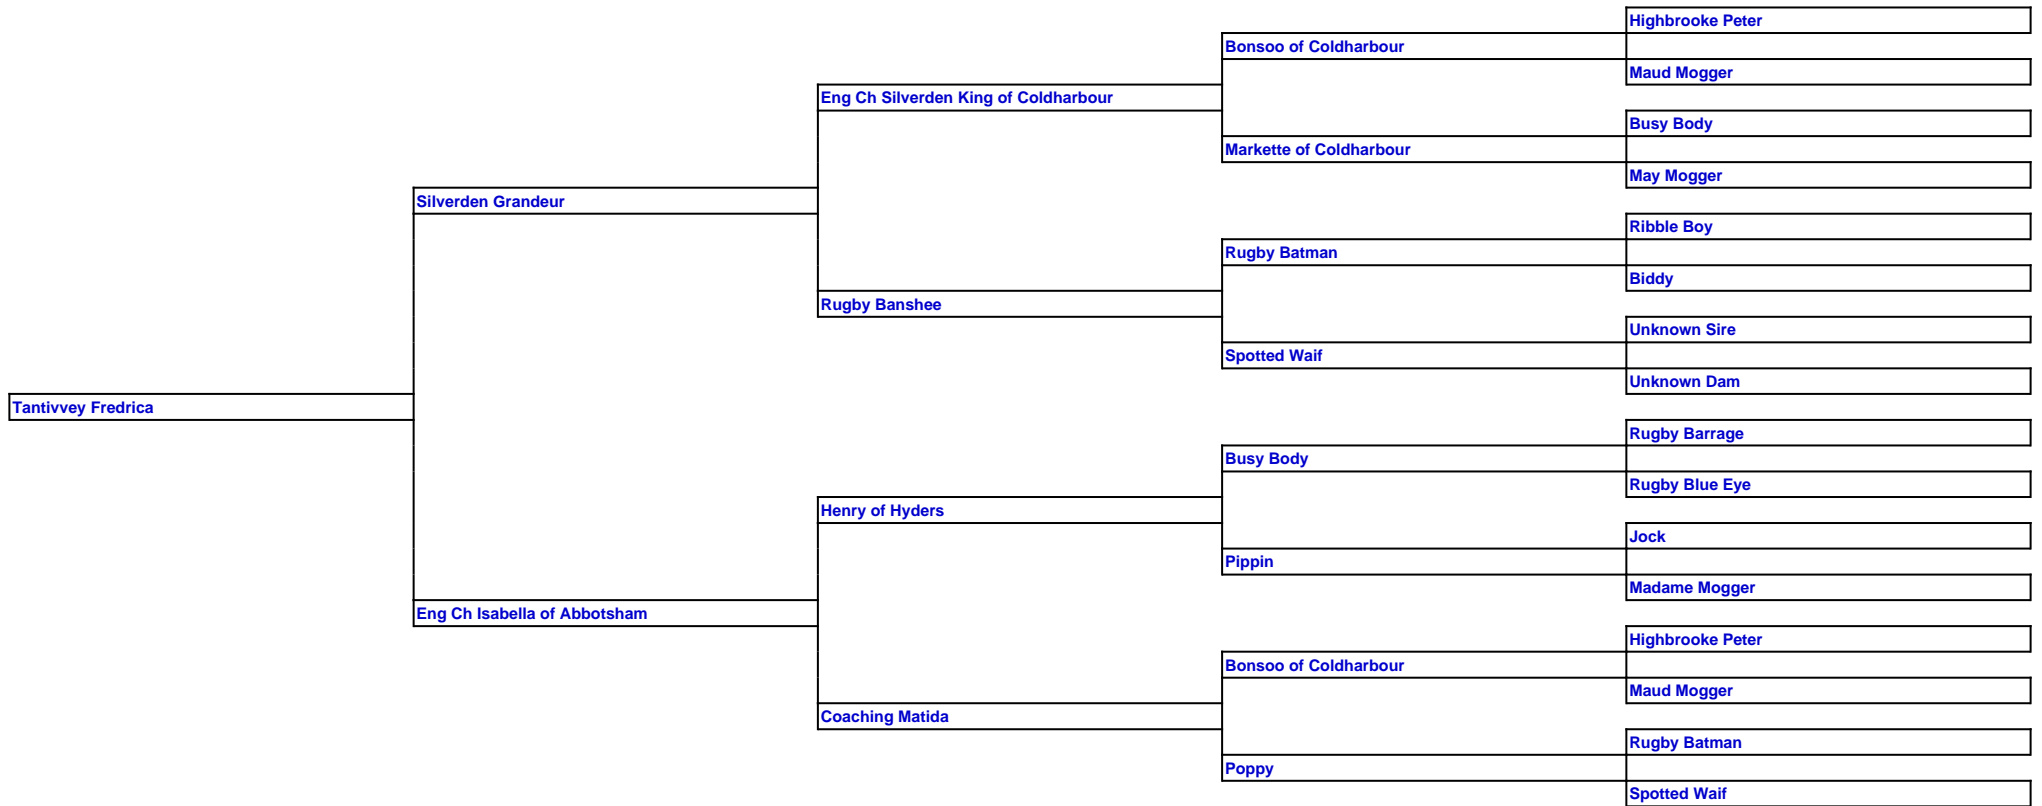 Highbrooke Peter
Bonsoo of Coldharbour
Maud Mogger
Eng Ch Silverden King of Coldharbour
Busy Body
Markette of Coldharbour
May Mogger
Silverden Grandeur
Ribble Boy
Rugby Batman
Biddy
Rugby Banshee
Unknown Sire
Spotted Waif
Unknown Dam
Tantivvey Fredrica
Rugby Barrage
Busy Body
Rugby Blue Eye
Henry of Hyders
Jock
Pippin
Madame Mogger
Eng Ch Isabella of Abbotsham
Highbrooke Peter
Bonsoo of Coldharbour
Maud Mogger
Coaching Matida
Rugby Batman
Poppy
Spotted Waif